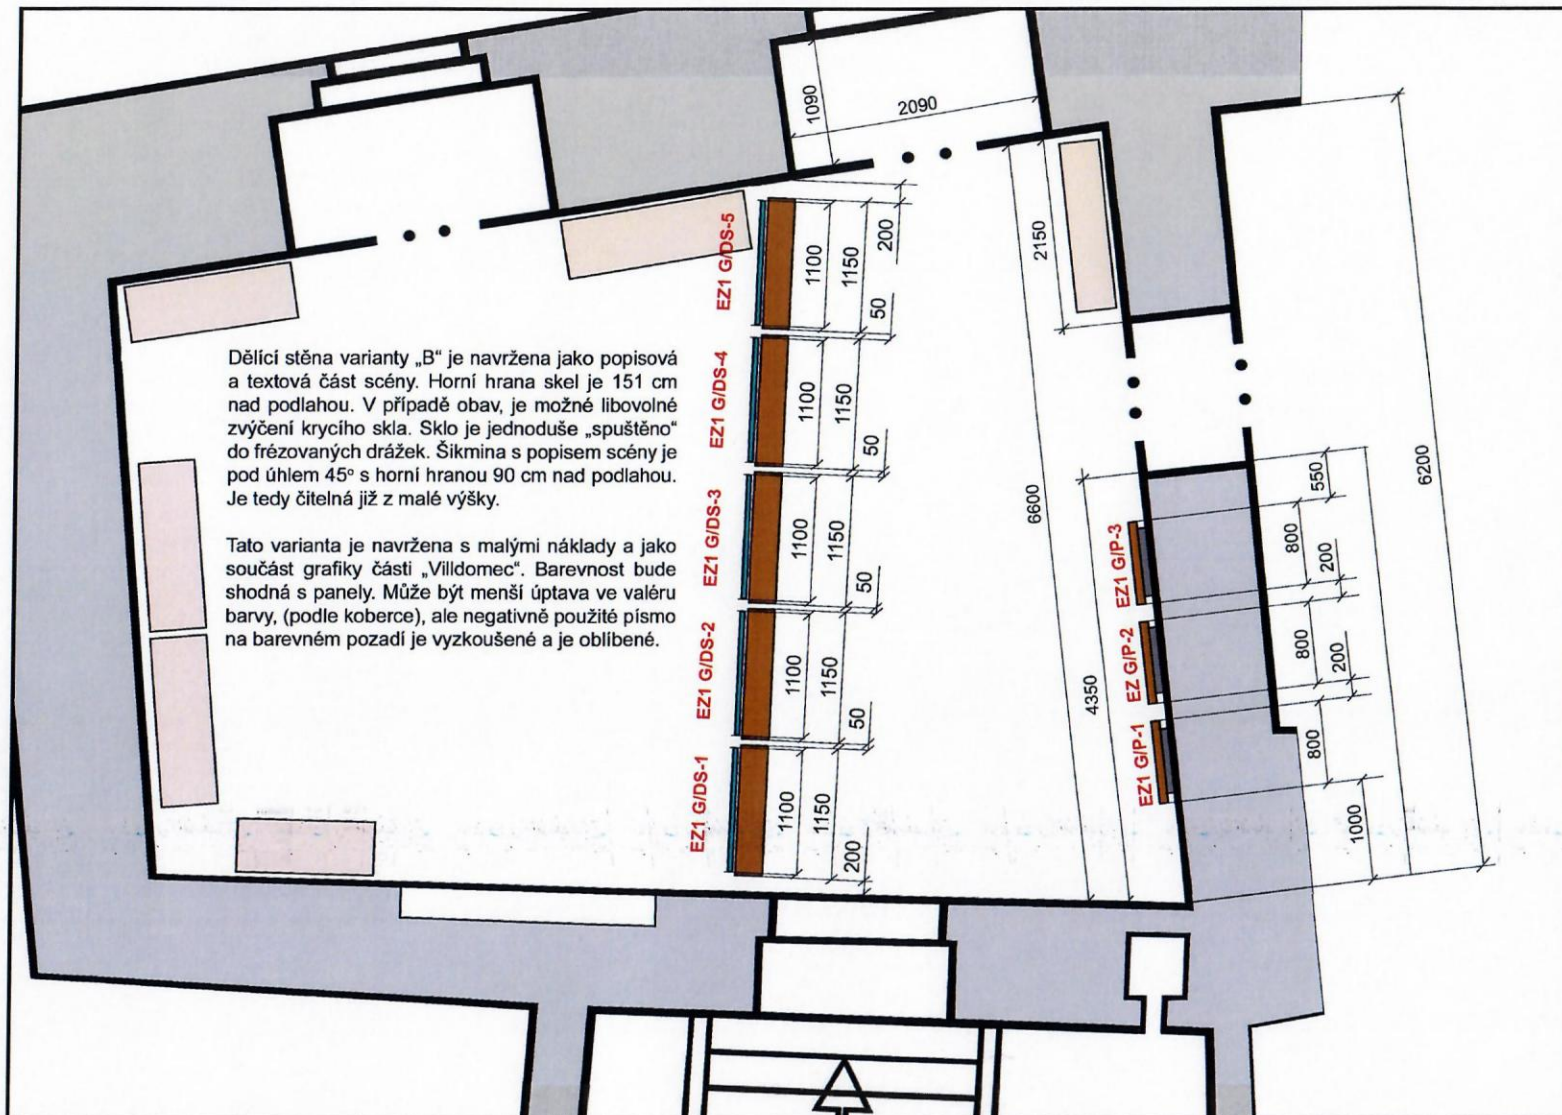 1090
2090
200
2150
EZ1 G/DS-5
1100
1150
50
Dělící stěna varianty „B“ je navržena jako popisová
a textová část scény. Horní hrana skel je 151 cm
nad podlahou. V případě obav, je možné libovolné
zvýčení krycího skla. Sklo je jednoduše „spuštěno“
do frézovaných drážek. Šikmina s popisem scény je
pod úhlem 45º s horní hranou 90 cm nad podlahou.
Je tedy čitelná již z malé výšky.
Tato varianta je navržena s malými náklady a jako
součást grafiky části „Villdomec“. Barevnost bude
shodná s panely. Může být menší úptava ve valéru
barvy, (podle koberce), ale negativně použité písmo
na barevném pozadí je vyzkoušené a je oblíbené.
EZ1 G/DS-4
1100
1150
50
EZ1 G/DS-3
1100
1150
50
EZ1 G/DS-2
1100
1150
50
EZ1 G/DS-1
1100
1150
200
6600
4350
6200
550
EZ1 G/P-3
800
200
EZ G/P-2
800
200
EZ1 G/P-1
800
1000